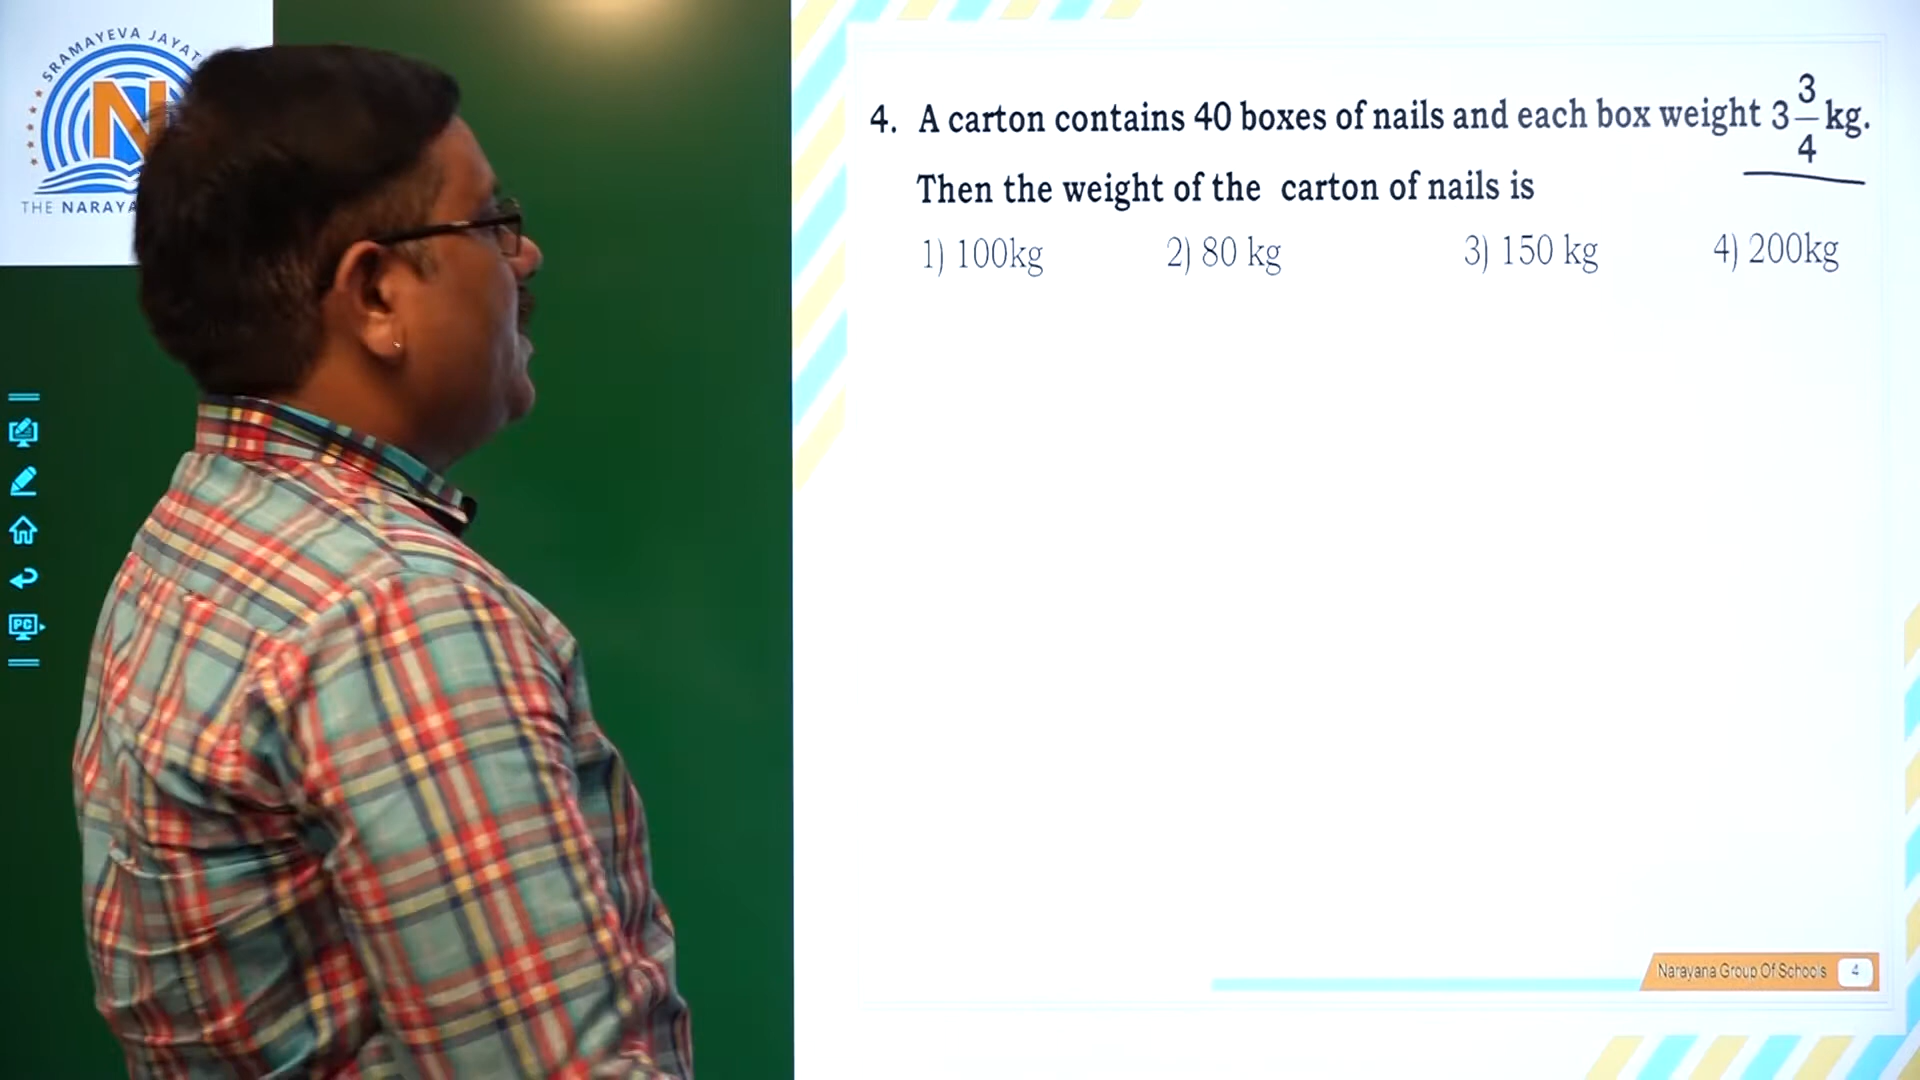 SRAMAYEVA JAYAT
N
THE NARAYA
4. A carton contains 40 boxes of nails and each box weight 3 3/4 kg.
Then the weight of the carton of nails is
1) 100kg 2) 80 kg 3) 150 kg 4) 200kg
PC
Narayana Group Of Schools 4